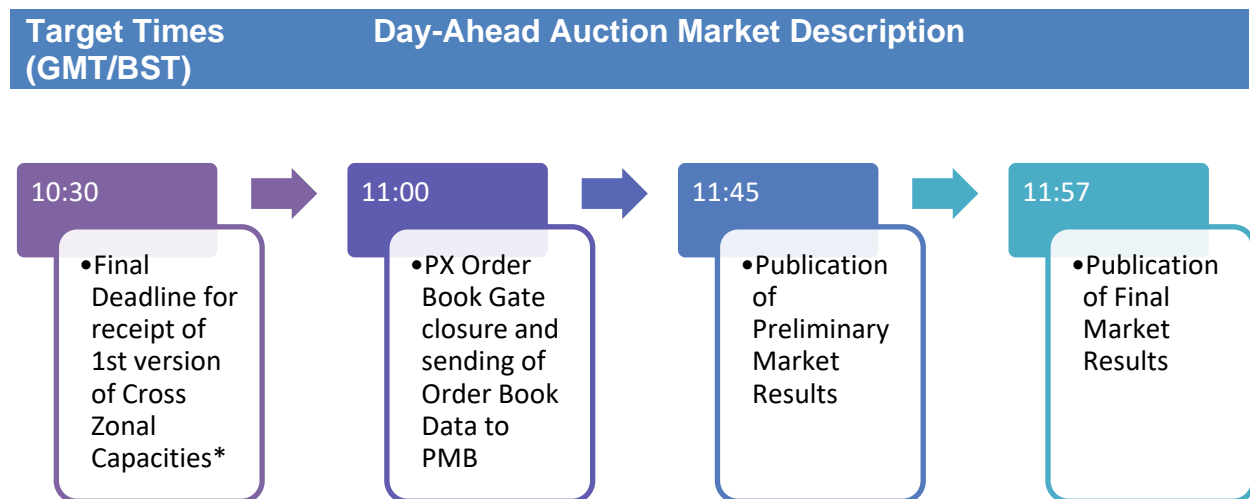 Target Times Day-Ahead Auction Market Description
(GMT/BST)
10:30
•Final
Deadline for
receipt of
1st version
of Cross
Zonal
Capacities*
11:00
•PX Order
Book Gate
closure and
sending of
Order Book
Data to
PMB
11:45
•Publication
of
Preliminary
Market
Results
11:57
•Publication
of Final
Market
Results